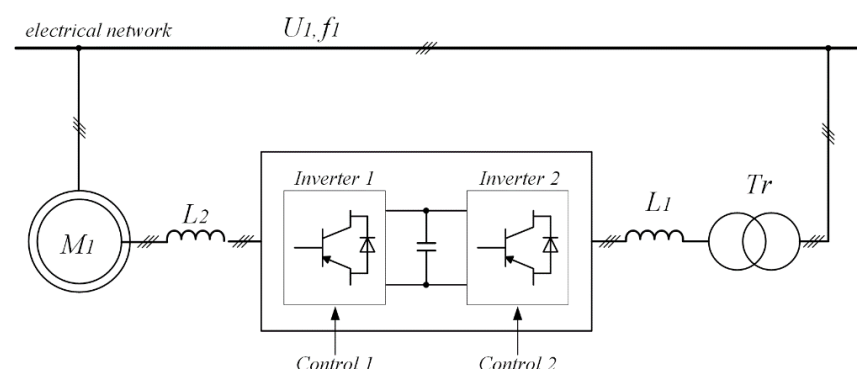 electrical network
U1, f1
Inverter 1
Inverter 2
L2
L1
Tr
M1
Control 1
Control 2